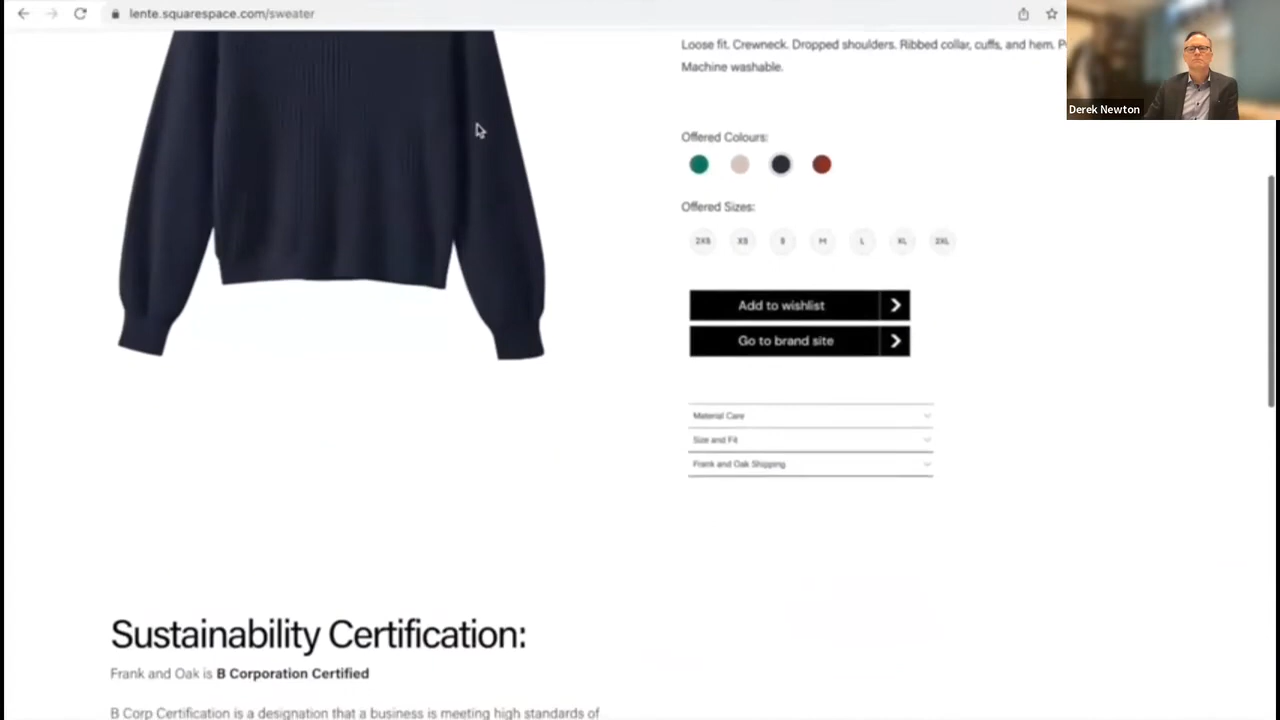 lente.squarespace.com/sweater
Loose fit. Crewneck. Dropped shoulders. Ribbed collar, cuffs, and hem.
Machine washable.
Derek Newton
Offered Colours:
Offered Sizes:
2XS XS S M L XL 2XL
Add to wishlist
Go to brand site
Material Care
Size and Fit
Frank and Oak Shipping
Sustainability Certification:
Frank and Oak is B Corporation Certified
B Corp Certification is a designation that a business is meeting high standards of